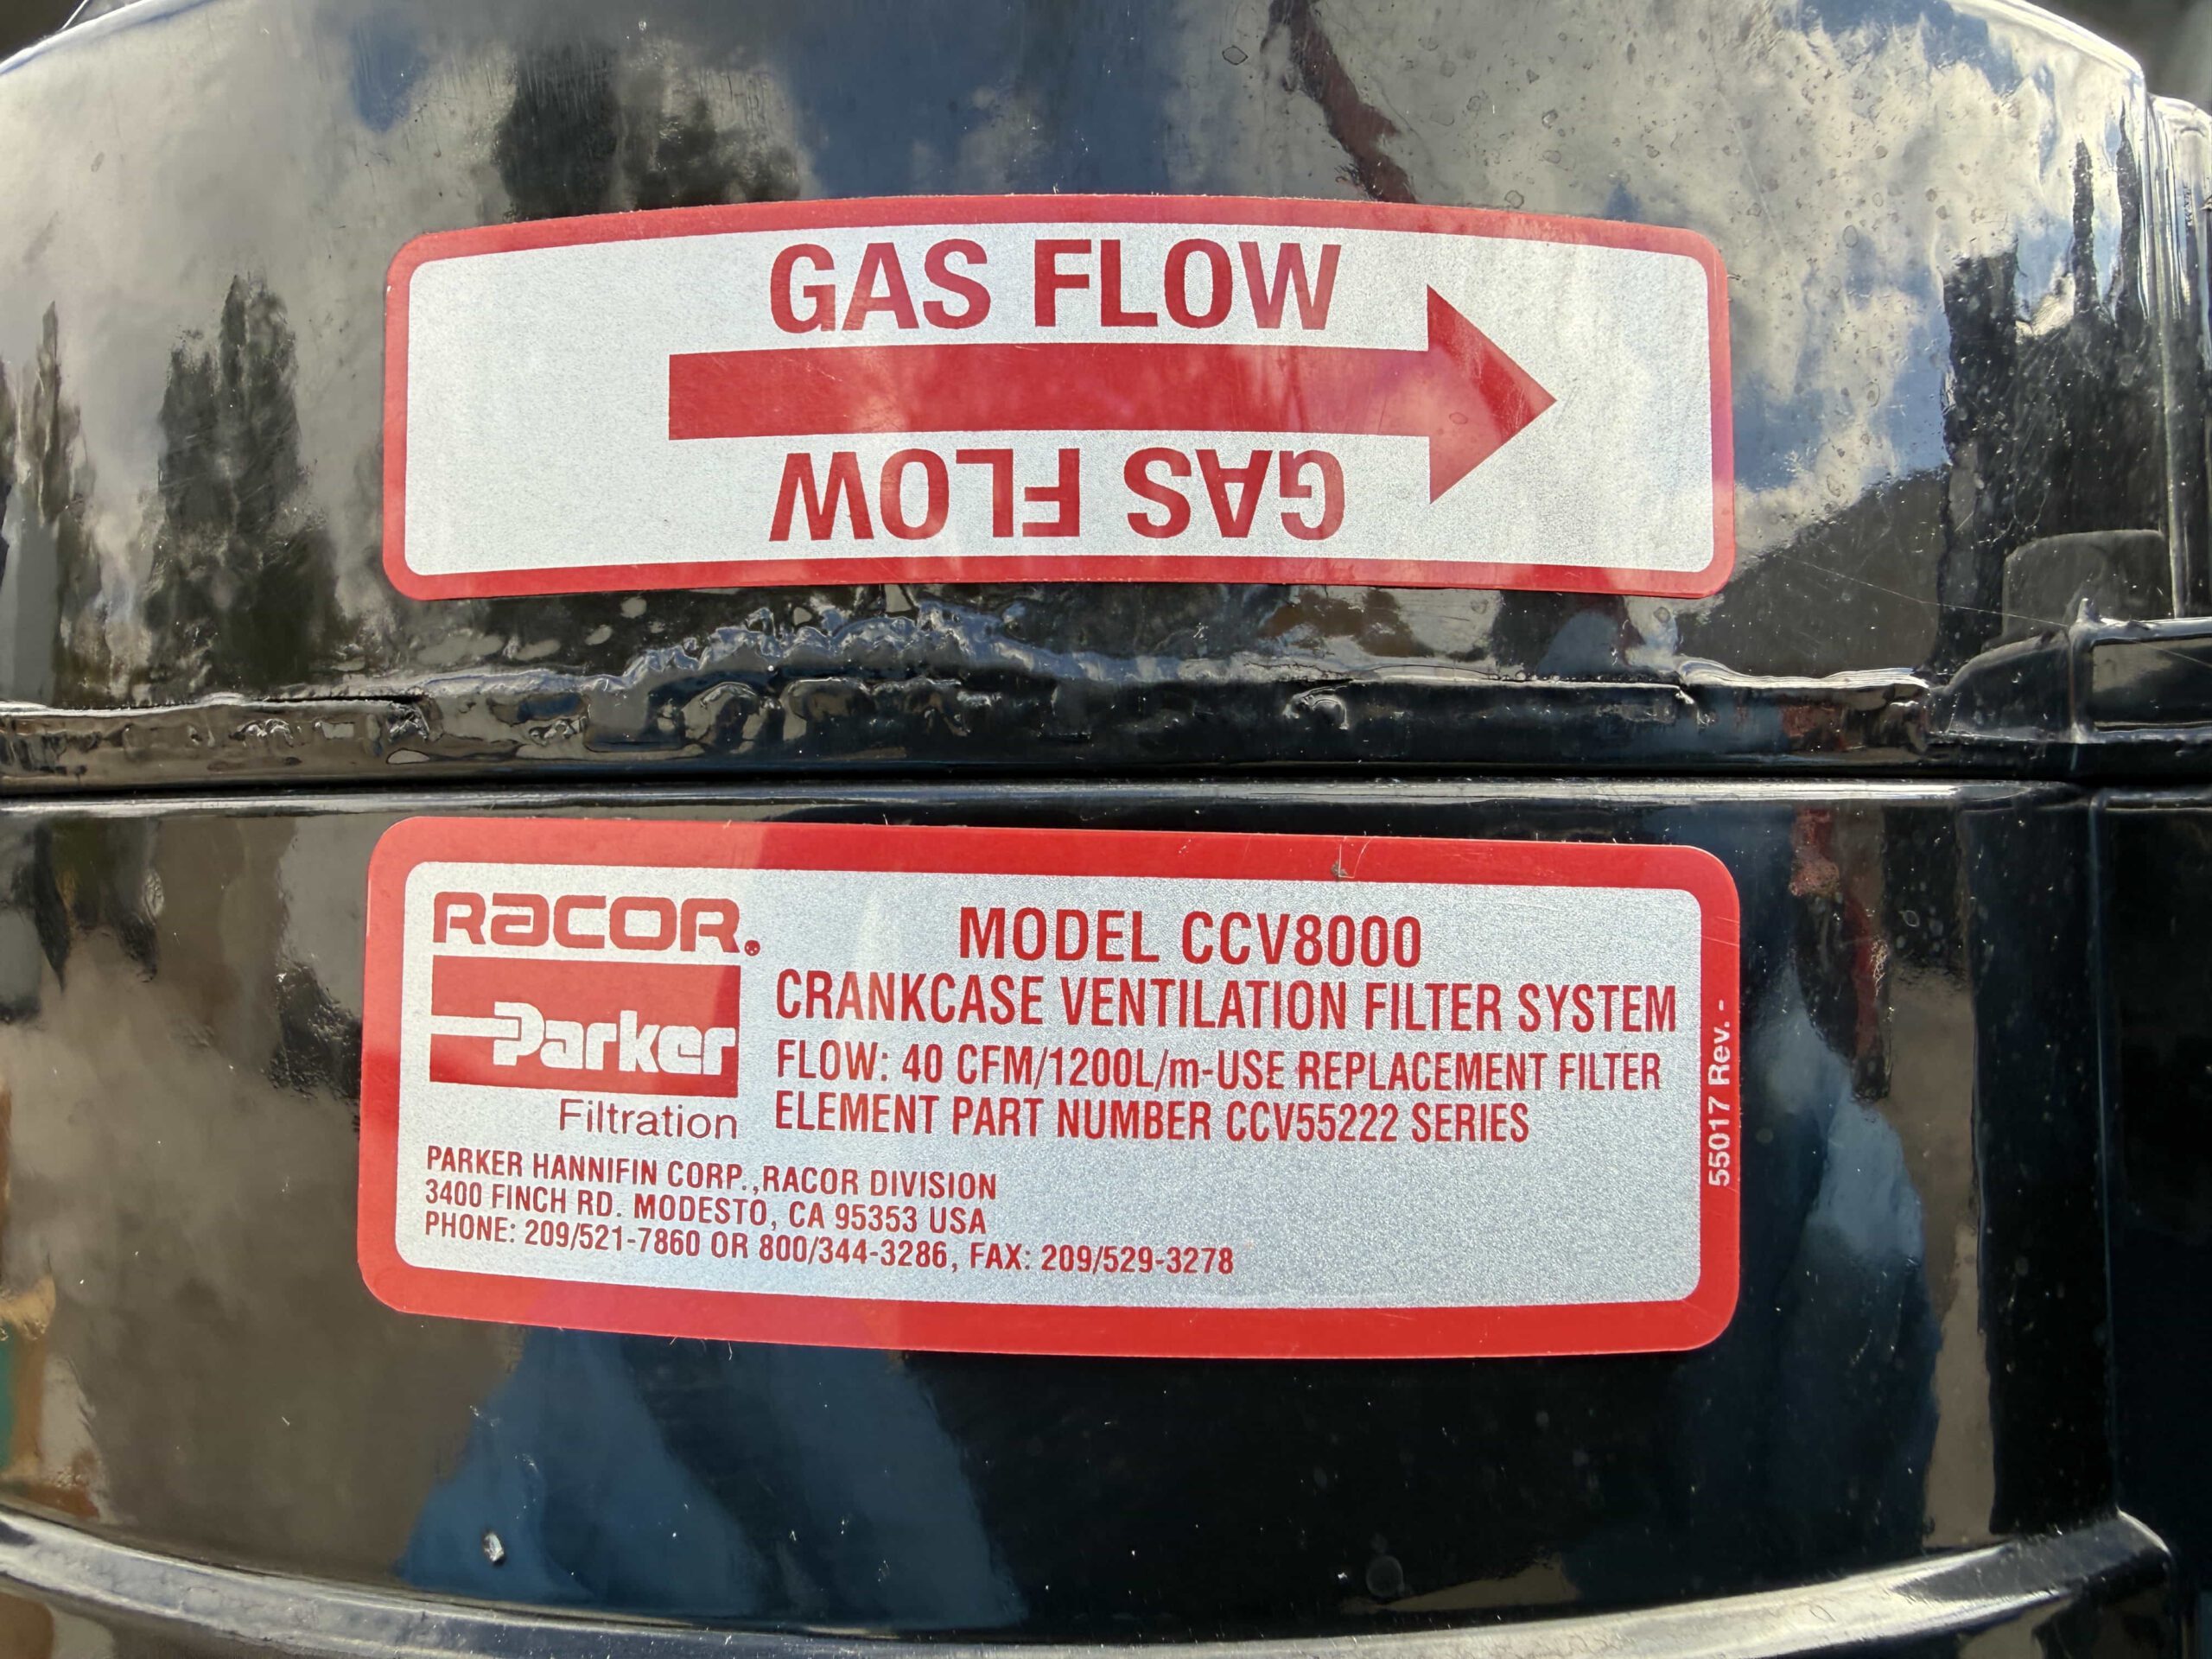 GAS FLOW
GAS FLOW
RACOR.
Parker
Filtration
MODEL CCV8000
CRANKCASE VENTILATION FILTER SYSTEM
FLOW: 40 CFM/1200L/m-USE REPLACEMENT FILTER
ELEMENT PART NUMBER CCV55222 SERIES
PARKER HANNIFIN CORP.,RACOR DIVISION
3400 FINCH RD. MODESTO, CA 95353 USA
PHONE: 209/521-7860 OR 800/344-3286, FAX: 209/529-3278
55017 Rev. -